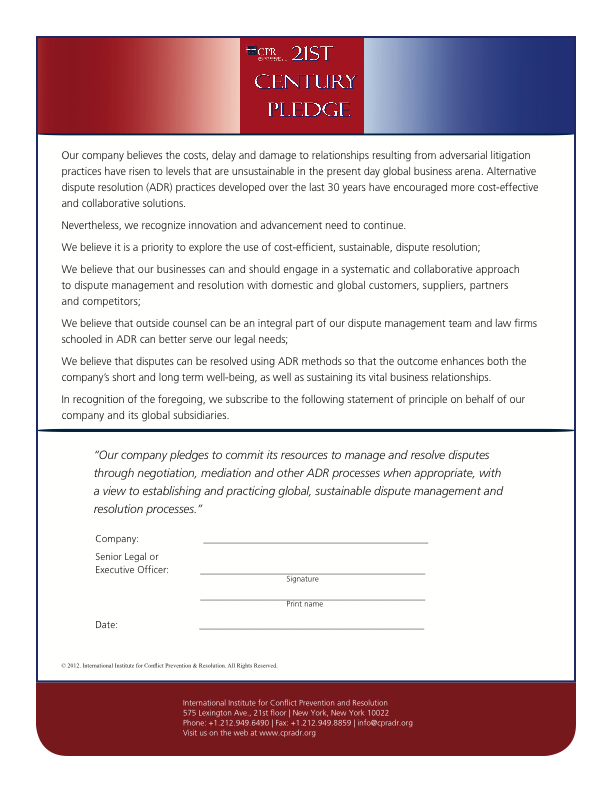 CPR 21ST
CENTURY
PLEDGE
Our company believes the costs, delay and damage to relationships resulting from adversarial litigation
practices have risen to levels that are unsustainable in the present day global business arena. Alternative
dispute resolution (ADR) practices developed over the last 30 years have encouraged more cost-effective
and collaborative solutions.
Nevertheless, we recognize innovation and advancement need to continue.
We believe it is a priority to explore the use of cost-efficient, sustainable, dispute resolution;
We believe that our businesses can and should engage in a systematic and collaborative approach
to dispute management and resolution with domestic and global customers, suppliers, partners
and competitors;
We believe that outside counsel can be an integral part of our dispute management team and law firms
schooled in ADR can better serve our legal needs;
We believe that disputes can be resolved using ADR methods so that the outcome enhances both the
company’s short and long term well-being, as well as sustaining its vital business relationships.
In recognition of the foregoing, we subscribe to the following statement of principle on behalf of our
company and its global subsidiaries.
“Our company pledges to commit its resources to manage and resolve disputes
through negotiation, mediation and other ADR processes when appropriate, with
a view to establishing and practicing global, sustainable dispute management and
resolution processes.”
Company:
Senior Legal or
Executive Officer:
Signature
Print name
Date:
© 2012. International Institute for Conflict Prevention & Resolution. All Rights Reserved.
International Institute for Conflict Prevention and Resolution
575 Lexington Ave., 21st floor | New York, New York 10022
Phone: +1.212.949.6490 | Fax: +1.212.949.8859 | info@cpradr.org
Visit us on the web at www.cpradr.org